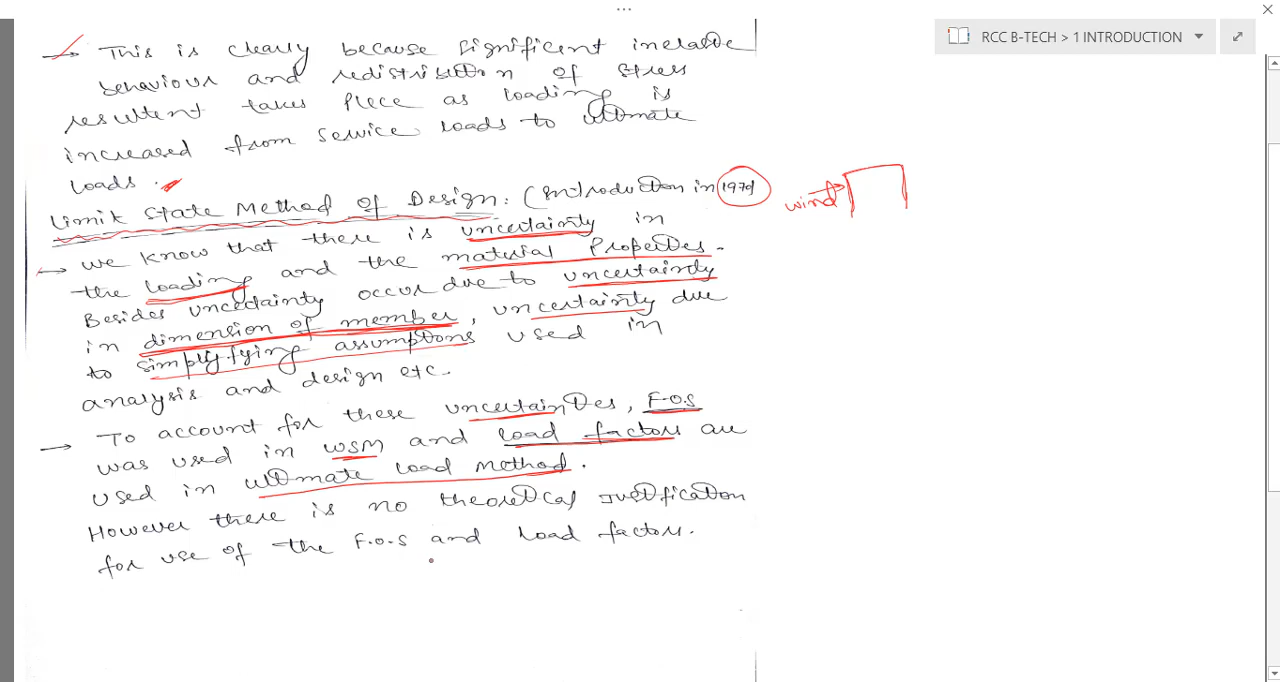 RCC B-TECH > 1 INTRODUCTION
→ This is clearly because significent inelastic
behaviour and redistribution of stress
resultent takes Place as loading is
increased from service loads to ultimate
loads.
Limit State Method of Design: (Introduction in 1970)
wind
→ we know that there is uncertainty in
the loading and the material Properties.
Besides uncertainty occur due to uncertainty
in dimension of member, uncertainty due
to simplifying assumptions used in
analysis and design etc.
→ To account for these uncertainties, F.O.S
was used in WSM and load factors are
used in ultimate load method.
However there is no theoretical Justification
for use of the F.O.S and load factors.